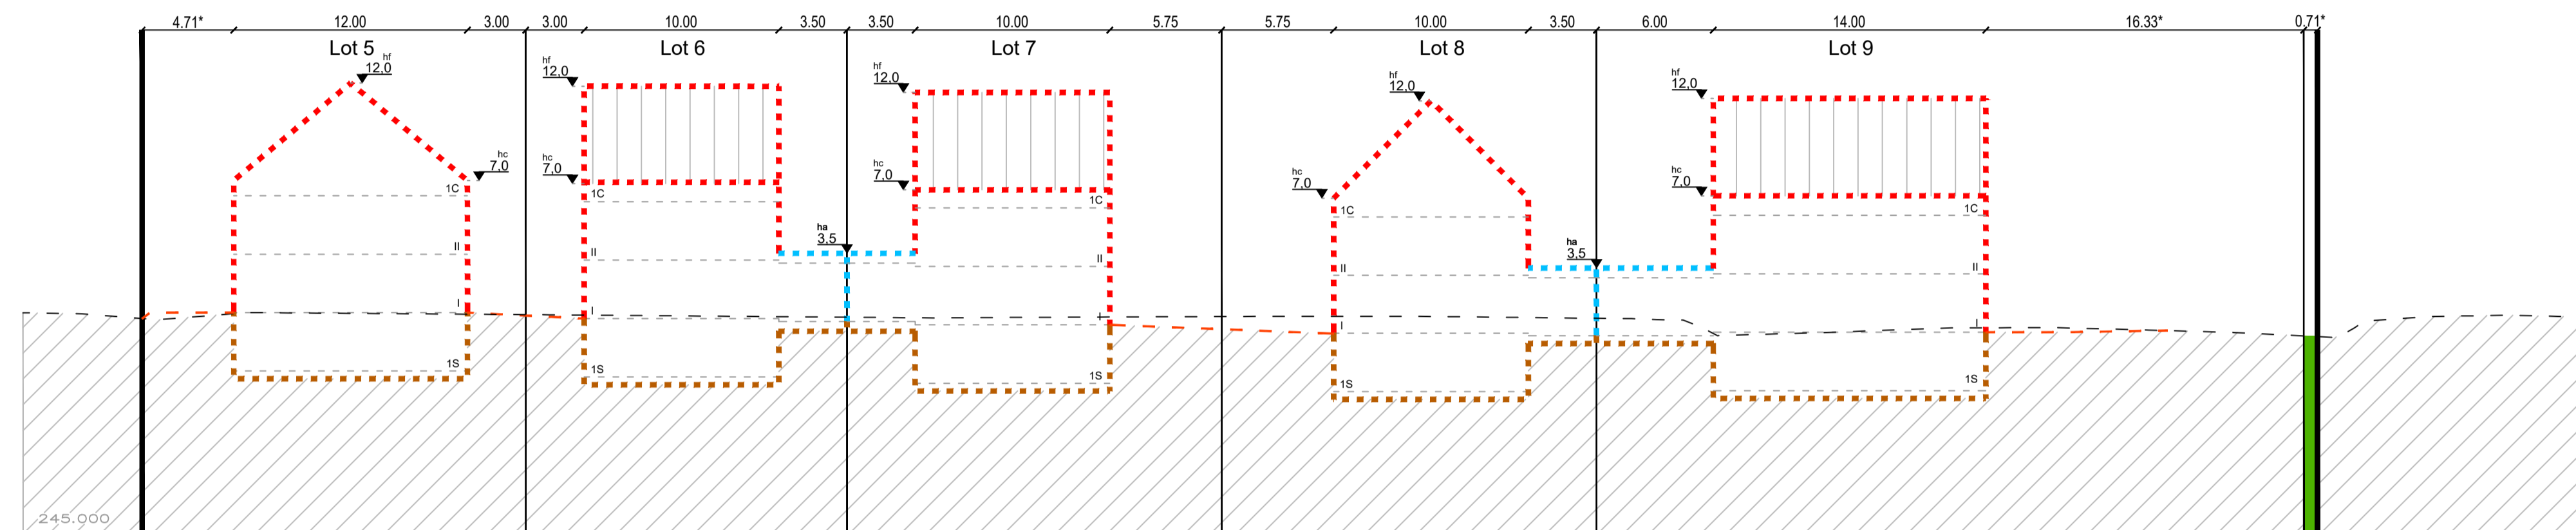 4.71* 12.00 3.00 3.00 10.00 3.50 3.50 10.00 5.75 5.75 10.00 3.50 6.00 14.00 16.33* 0.71*
Lot 5 Lot 6 Lot 7 Lot 8 Lot 9
hf
12,0
hf
12,0
hf
12,0
hf
12,0
hf
12,0
hc
7,0
hc
7,0
hc
7,0
hc
7,0
hc
7,0
1C
1C
1C
1C
1C
ha
3,5
ha
3,5
II
II
II
II
II
I
I
I
I
I
1S
1S
1S
1S
1S
245.000